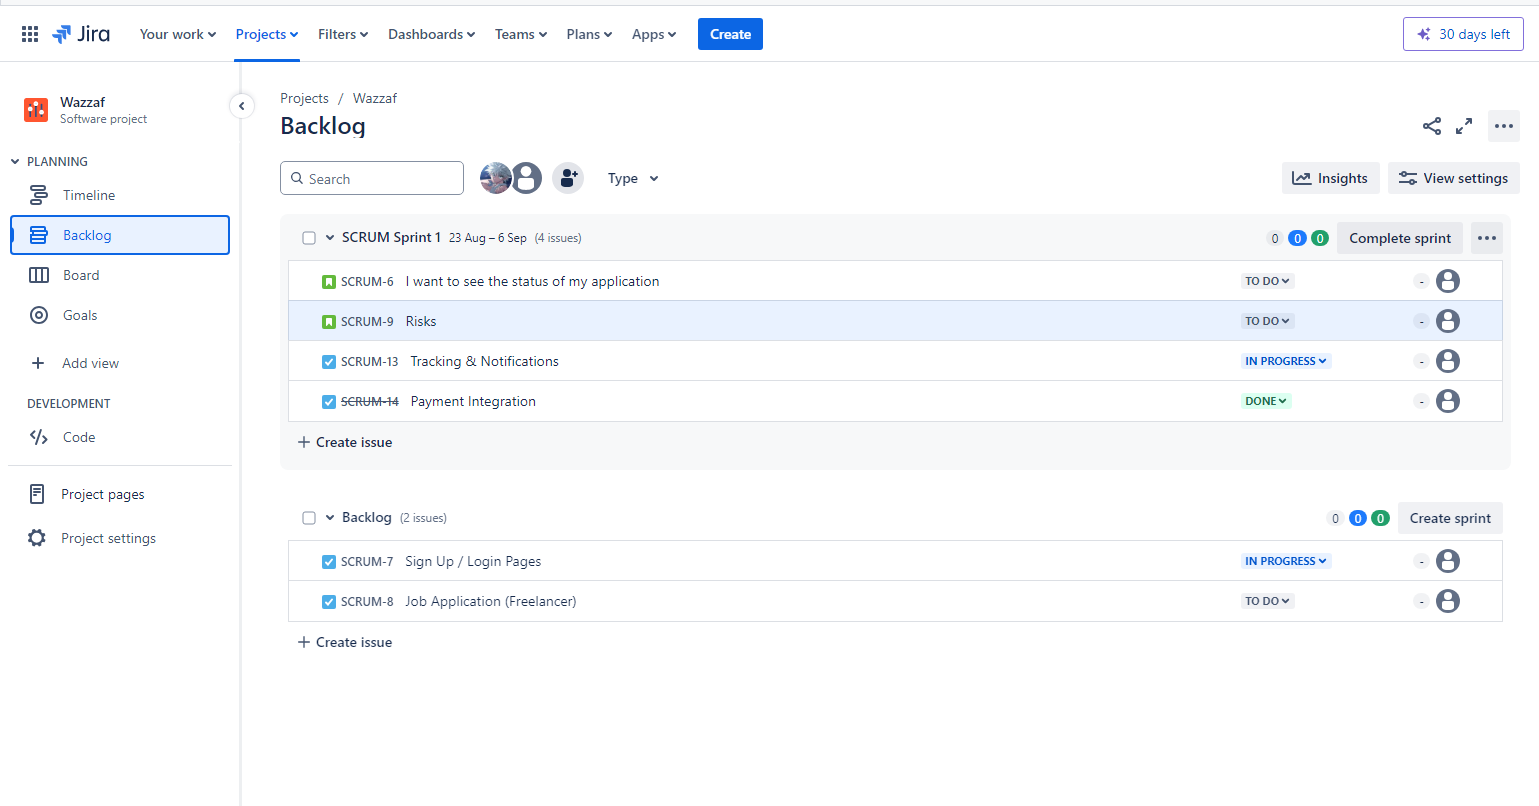 Jira Your work Projects Filters Dashboards Teams Plans Apps Create 30 days left
Wazzaf
Software project
PLANNING
Timeline
Backlog
Board
Goals
Add view
DEVELOPMENT
Code
Project pages
Project settings
Projects / Wazzaf
Backlog
Search Type Insights View settings
SCRUM Sprint 1 23 Aug – 6 Sep (4 issues) 0 0 0 Complete sprint
SCRUM-6 I want to see the status of my application TO DO -
SCRUM-9 Risks TO DO -
SCRUM-13 Tracking & Notifications IN PROGRESS -
SCRUM-14 Payment Integration DONE -
+ Create issue
Backlog (2 issues) 0 0 0 Create sprint
SCRUM-7 Sign Up / Login Pages IN PROGRESS -
SCRUM-8 Job Application (Freelancer) TO DO -
+ Create issue